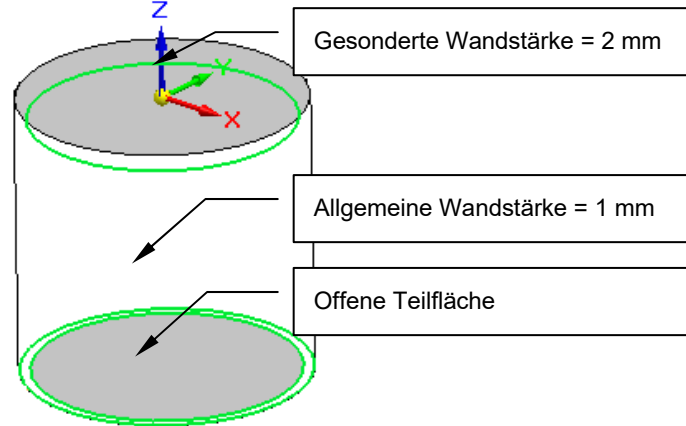 Z
Gesonderte Wandstärke = 2 mm
Y
X
Allgemeine Wandstärke = 1 mm
Offene Teilfläche